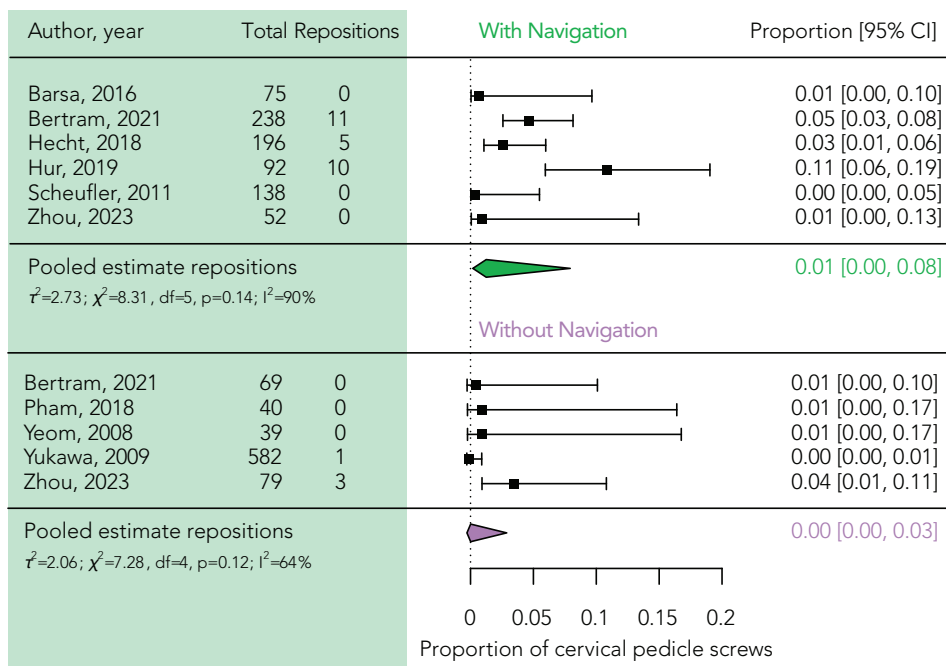 Author, year Total Repositions With Navigation Proportion [95% CI]
Barsa, 2016 75 0 0.01 [0.00, 0.10]
Bertram, 2021 238 11 0.05 [0.03, 0.08]
Hecht, 2018 196 5 0.03 [0.01, 0.06]
Hur, 2019 92 10 0.11 [0.06, 0.19]
Scheufler, 2011 138 0 0.00 [0.00, 0.05]
Zhou, 2023 52 0 0.01 [0.00, 0.13]
Pooled estimate repositions 0.01 [0.00, 0.08]
τ²=2.73; χ²=8.31, df=5, p=0.14; I²=90%
Without Navigation
Bertram, 2021 69 0 0.01 [0.00, 0.10]
Pham, 2018 40 0 0.01 [0.00, 0.17]
Yeom, 2008 39 0 0.01 [0.00, 0.17]
Yukawa, 2009 582 1 0.00 [0.00, 0.01]
Zhou, 2023 79 3 0.04 [0.01, 0.11]
Pooled estimate repositions 0.00 [0.00, 0.03]
τ²=2.06; χ²=7.28, df=4, p=0.12; I²=64%
0 0.05 0.1 0.15 0.2
Proportion of cervical pedicle screws